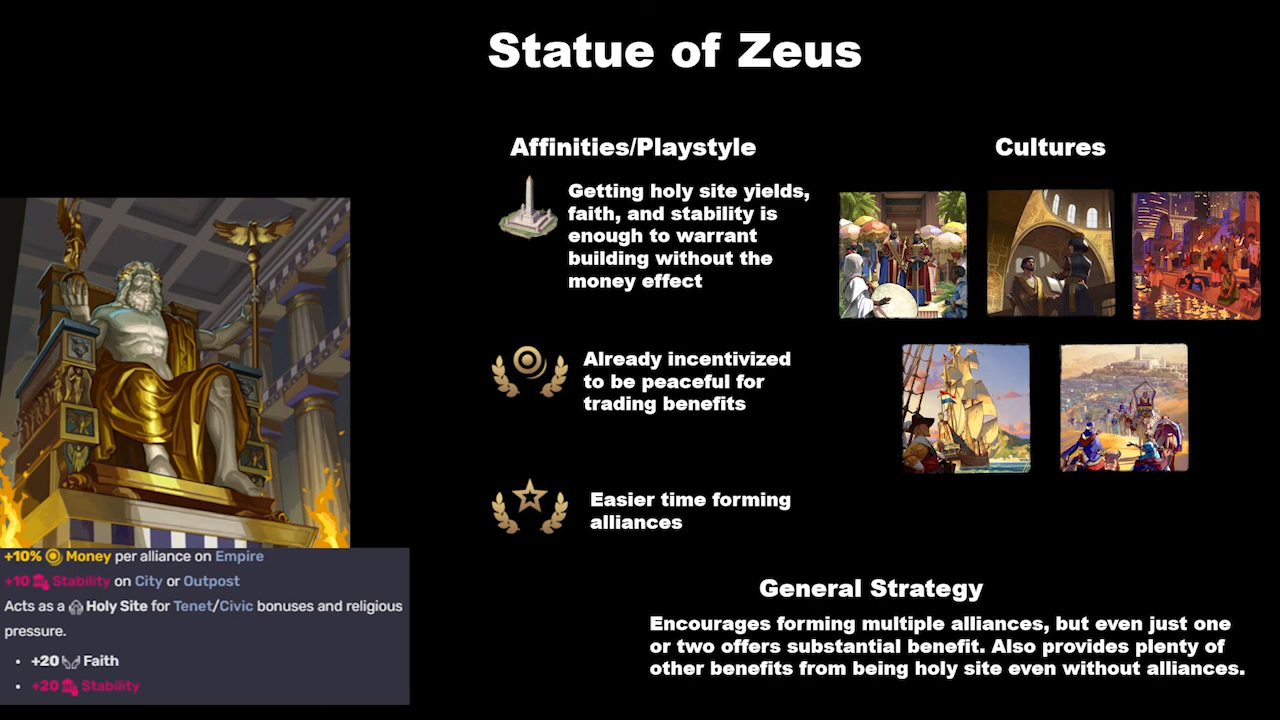 Statue of Zeus
Affinities/Playstyle
Getting holy site yields,
faith, and stability is
enough to warrant
building without the
money effect
Already incentivized
to be peaceful for
trading benefits
Easier time forming
alliances
Cultures
+10% Money per alliance on Empire
+10 Stability on City or Outpost
Acts as a Holy Site for Tenet/Civic bonuses and religious
pressure.
• +20 Faith
• +20 Stability
General Strategy
Encourages forming multiple alliances, but even just one
or two offers substantial benefit. Also provides plenty of
other benefits from being holy site even without alliances.